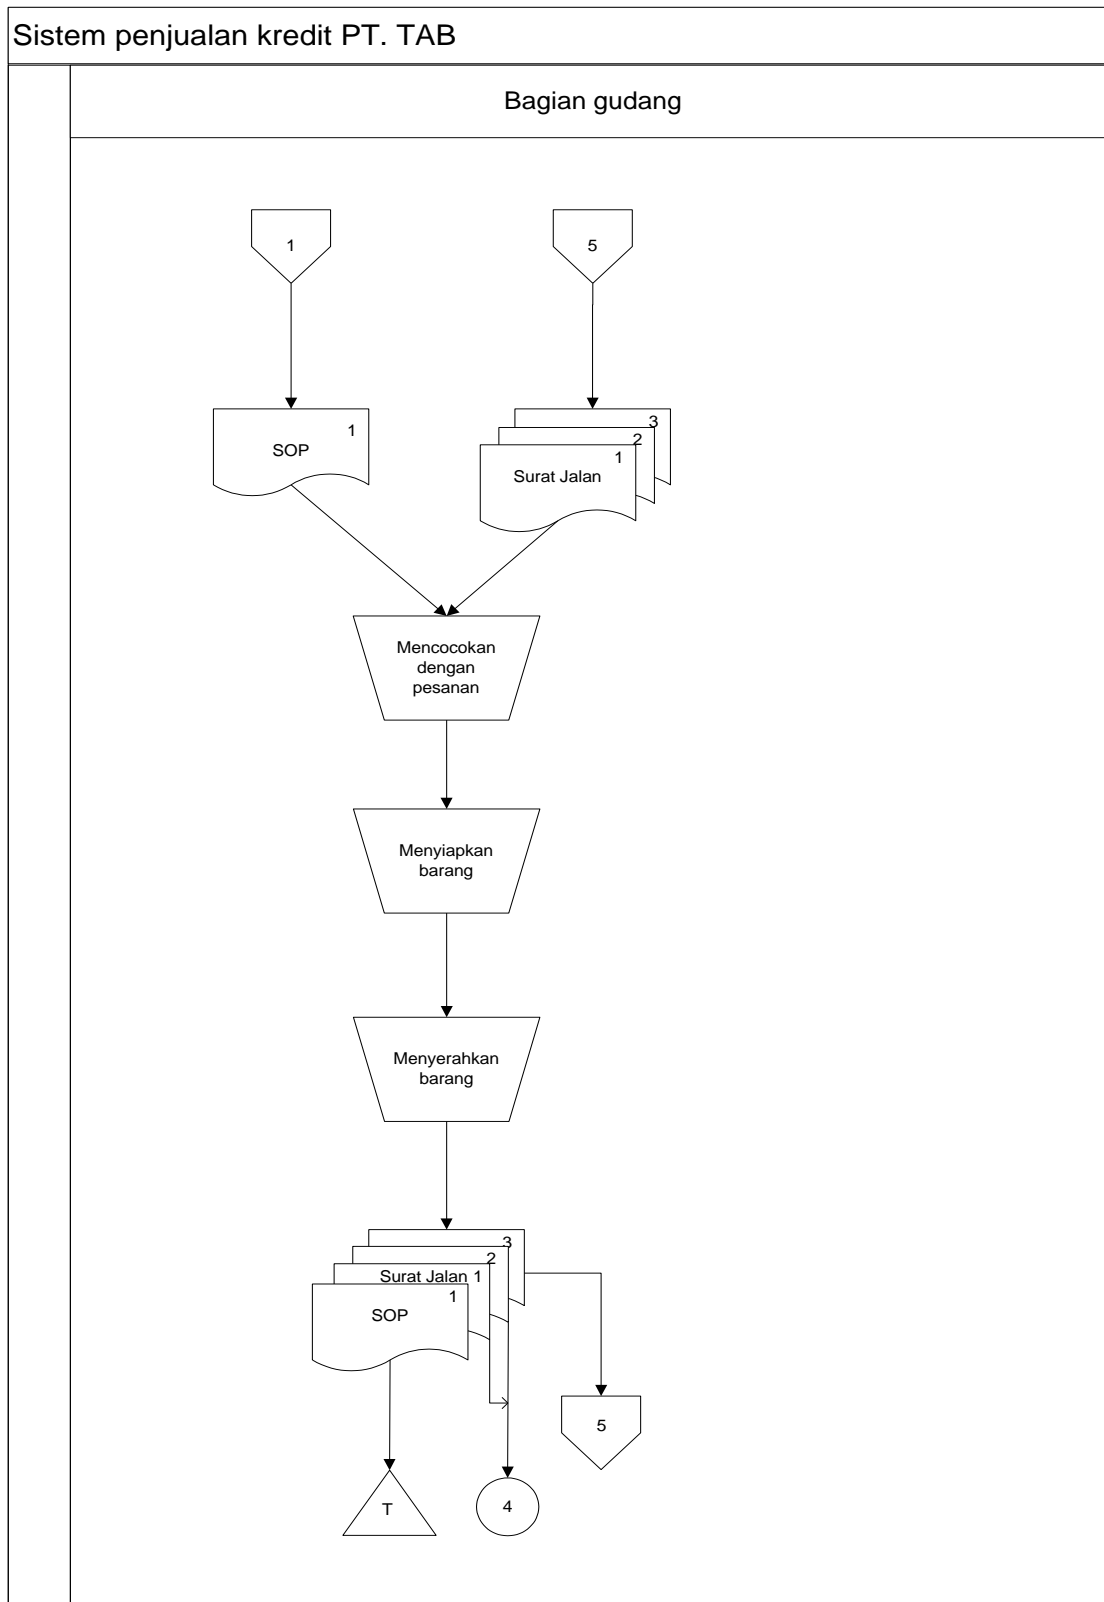 Sistem penjualan kredit PT. TAB
Bagian gudang
1
5
1
SOP
3
2
1
Surat Jalan
Mencocokan
dengan
pesanan
Menyiapkan
barang
Menyerahkan
barang
3
2
Surat Jalan 1
1
SOP
5
T
4